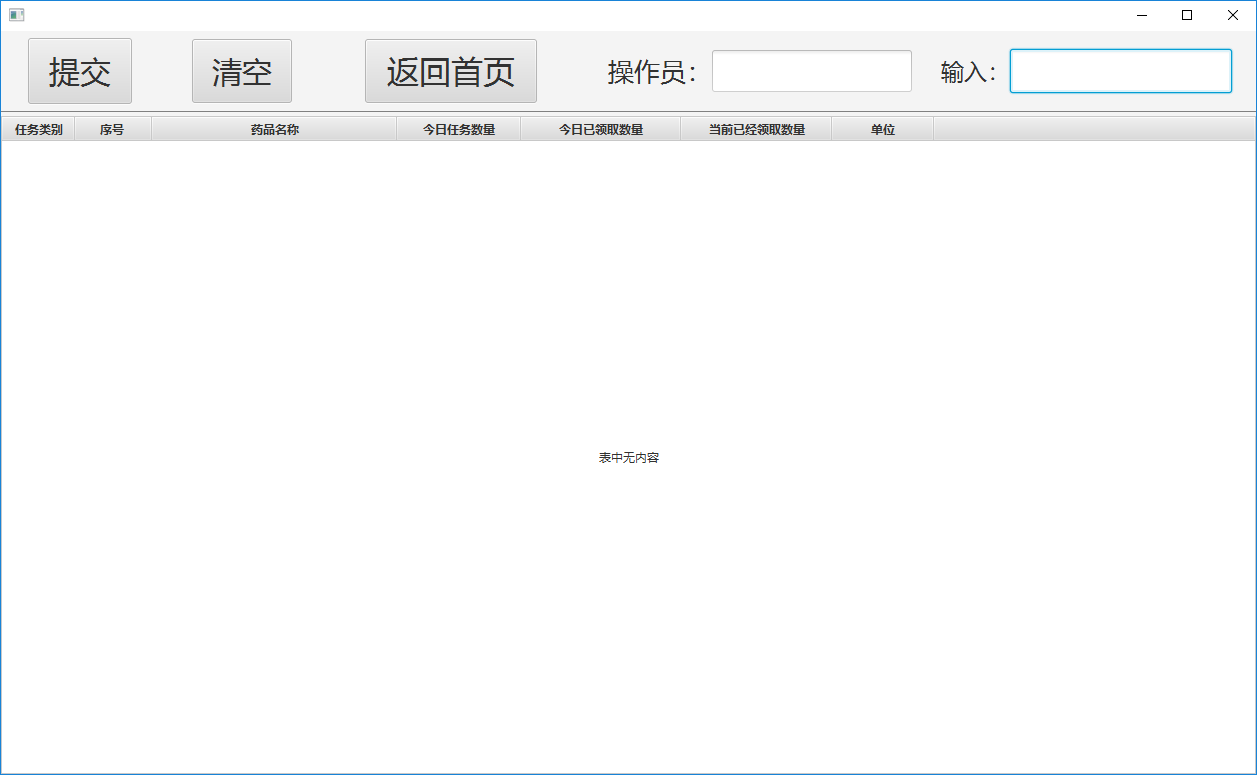 提交 清空 返回首页 操作员： 输入：
任务类别 序号 药品名称 今日任务数量 今日已领取数量 当前已经领取数量 单位
表中无内容